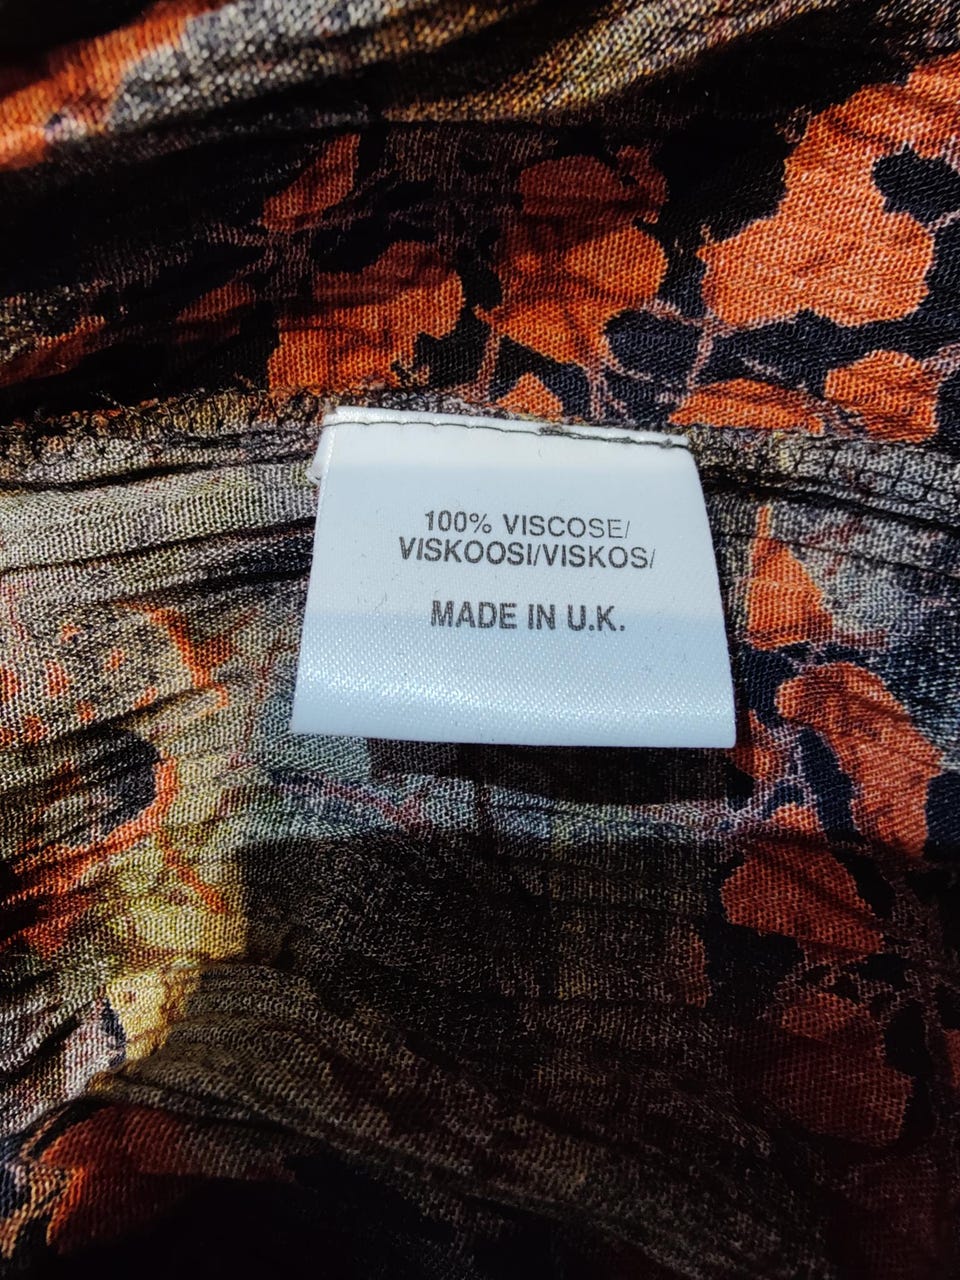 100% VISCOSE/
VISKOOSI/VISKOS/
MADE IN U.K.